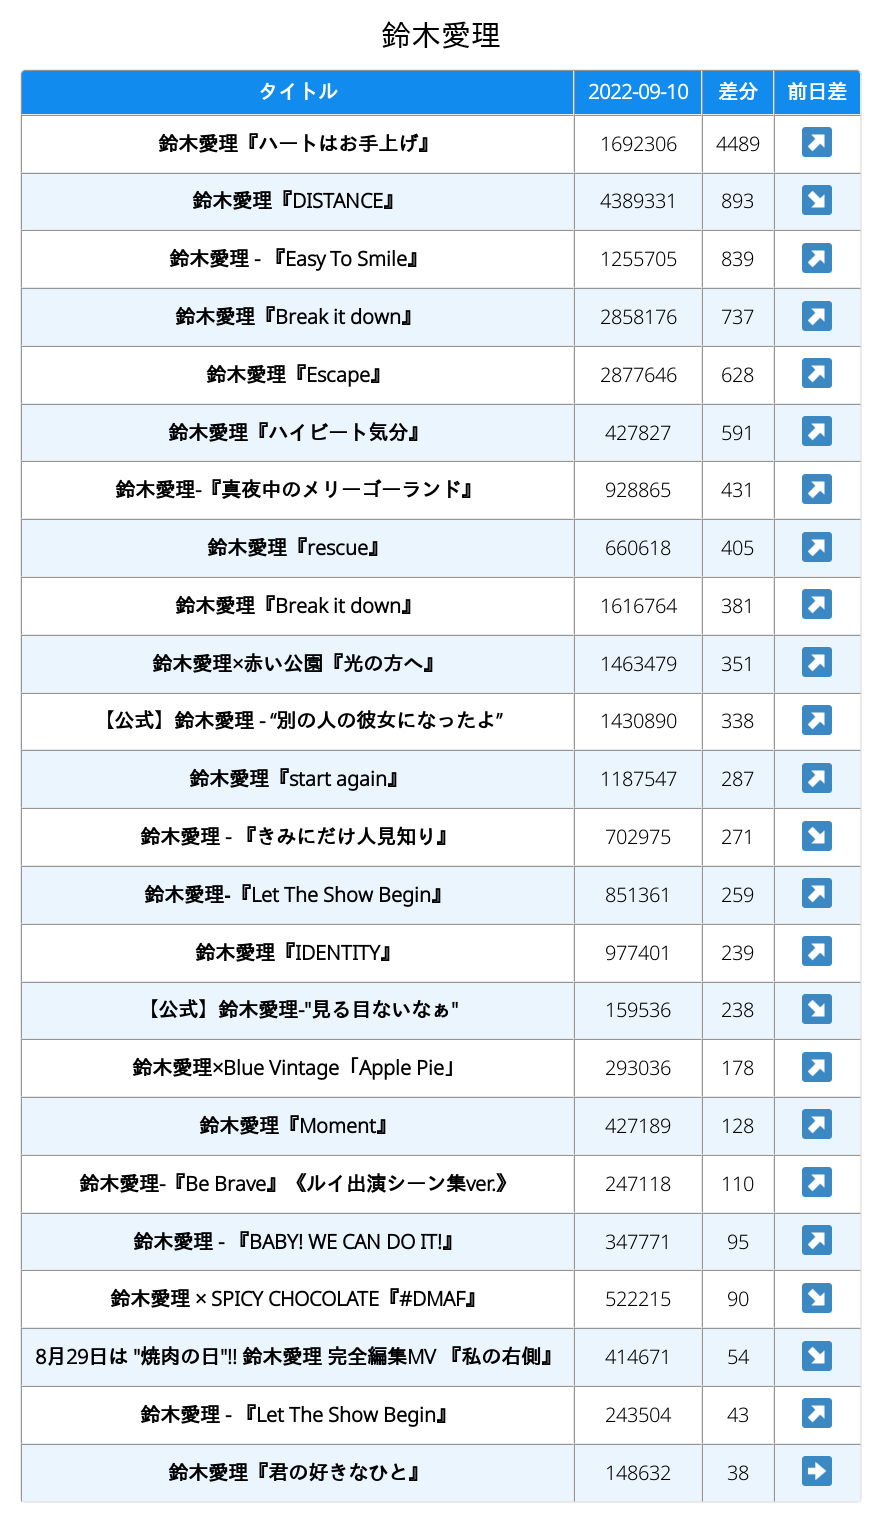 鈴木愛理
タイトル 2022-09-10 差分 前日差
鈴木愛理『ハートはお手上げ』 1692306 4489
鈴木愛理『DISTANCE』 4389331 893
鈴木愛理 - 『Easy To Smile』 1255705 839
鈴木愛理『Break it down』 2858176 737
鈴木愛理『Escape』 2877646 628
鈴木愛理『ハイビート気分』 427827 591
鈴木愛理-『真夜中のメリーゴーランド』 928865 431
鈴木愛理『rescue』 660618 405
鈴木愛理『Break it down』 1616764 381
鈴木愛理×赤い公園『光の方へ』 1463479 351
【公式】鈴木愛理 - “別の人の彼女になったよ” 1430890 338
鈴木愛理『start again』 1187547 287
鈴木愛理 - 『きみにだけ人見知り』 702975 271
鈴木愛理-『Let The Show Begin』 851361 259
鈴木愛理『IDENTITY』 977401 239
【公式】鈴木愛理-"見る目ないなぁ" 159536 238
鈴木愛理×Blue Vintage「Apple Pie」 293036 178
鈴木愛理『Moment』 427189 128
鈴木愛理-『Be Brave』《ルイ出演シーン集ver.》 247118 110
鈴木愛理 - 『BABY! WE CAN DO IT!』 347771 95
鈴木愛理 × SPICY CHOCOLATE『#DMAF』 522215 90
8月29日は "焼肉の日"!! 鈴木愛理 完全編集MV 『私の右側』 414671 54
鈴木愛理 - 『Let The Show Begin』 243504 43
鈴木愛理『君の好きなひと』 148632 38